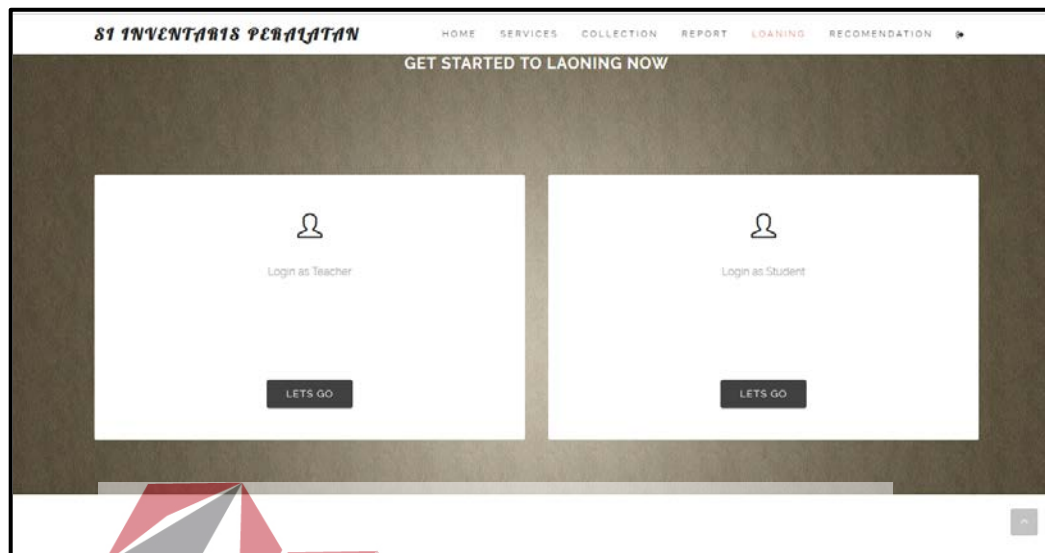 SI INVENTARIS PERALATAN
HOME SERVICES COLLECTION REPORT LOANING RECOMENDATION
GET STARTED TO LAONING NOW
Login as Teacher
Login as Student
LETS GO
LETS GO